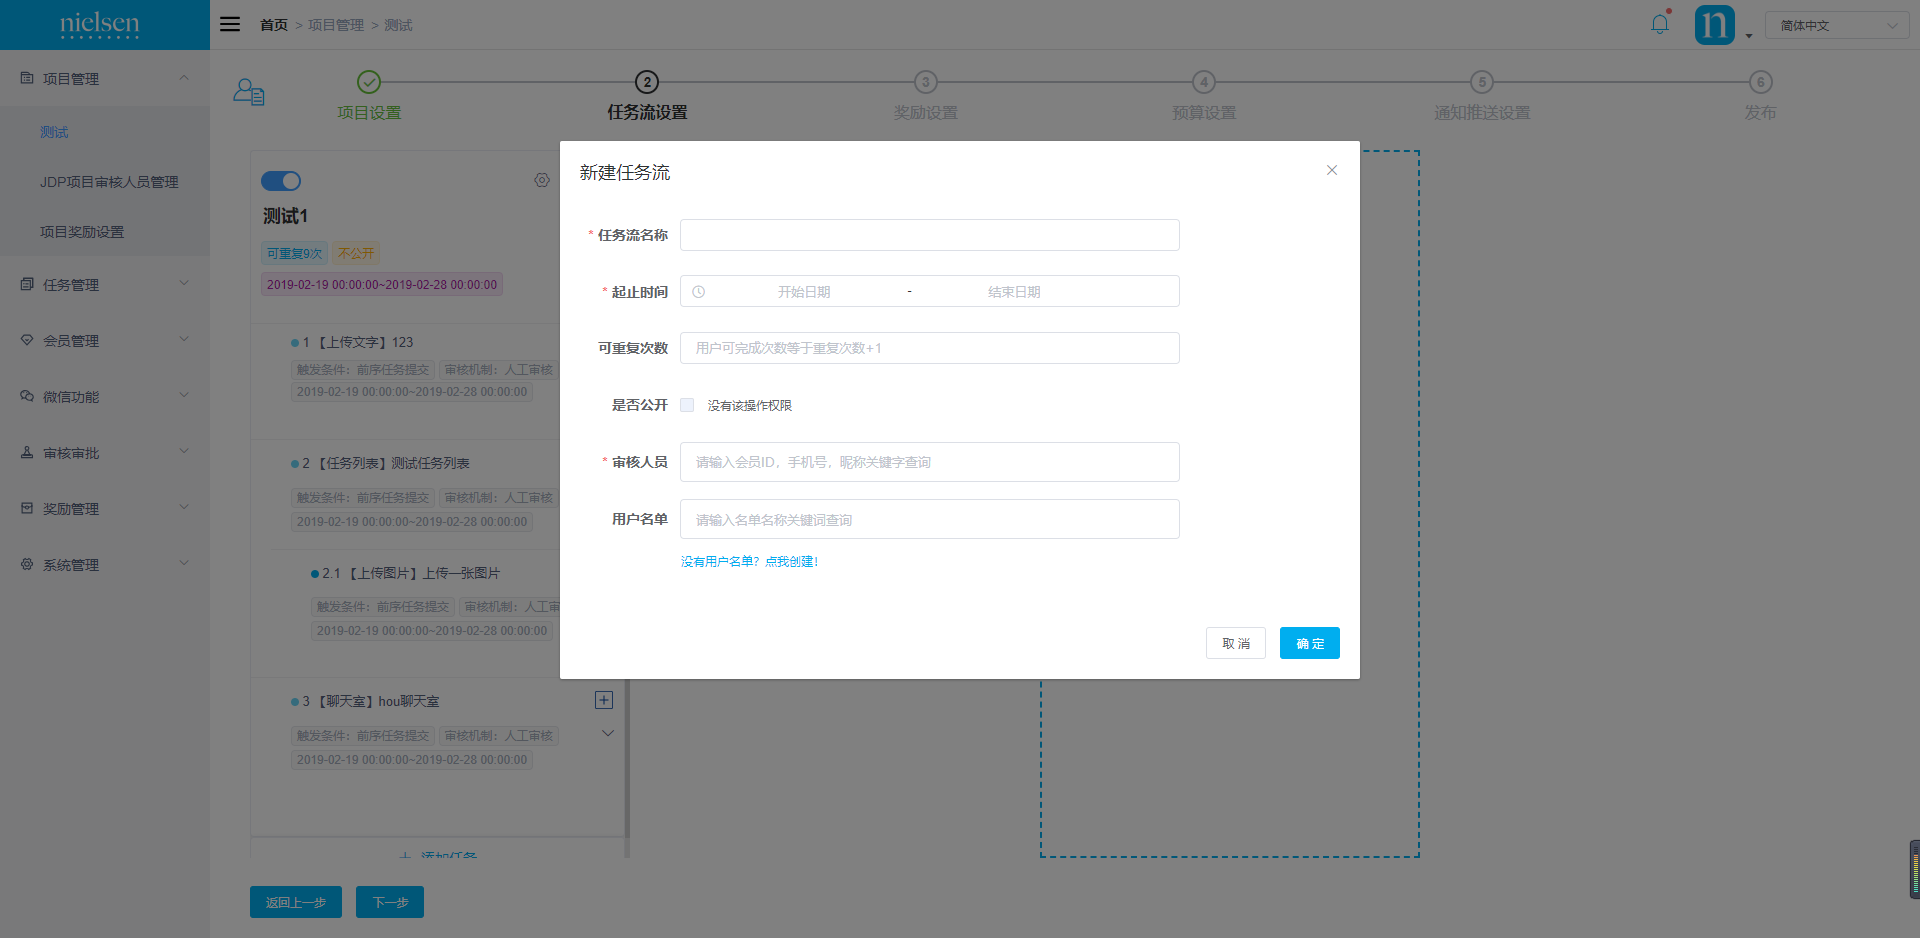 nielsen
首页 > 项目管理 > 测试
n
简体中文
项目管理
测试
JDP项目审核人员管理
项目奖励设置
任务管理
会员管理
微信功能
审核审批
奖励管理
系统管理
项目设置
2
任务流设置
3
奖励设置
4
预算设置
5
通知推送设置
6
发布
测试1
可重复9次
不公开
2019-02-19 00:00:00~2019-02-28 00:00:00
1 【上传文字】123
触发条件：前序任务提交
审核机制：人工审核
2019-02-19 00:00:00~2019-02-28 00:00:00
2 【任务列表】测试任务列表
触发条件：前序任务提交
审核机制：人工审核
2019-02-19 00:00:00~2019-02-28 00:00:00
2.1 【上传图片】上传一张图片
触发条件：前序任务提交
审核机制：人工审
2019-02-19 00:00:00~2019-02-28 00:00:00
3 【聊天室】hou聊天室
触发条件：前序任务提交
审核机制：人工审核
2019-02-19 00:00:00~2019-02-28 00:00:00
添加任务
返回上一步
下一步
新建任务流
* 任务流名称
* 起止时间
开始日期 - 结束日期
可重复次数
用户可完成次数等于重复次数+1
是否公开
没有该操作权限
* 审核人员
请输入会员ID，手机号，昵称关键字查询
用户名单
请输入名单名称关键词查询
没有用户名单？点我创建!
取 消
确 定